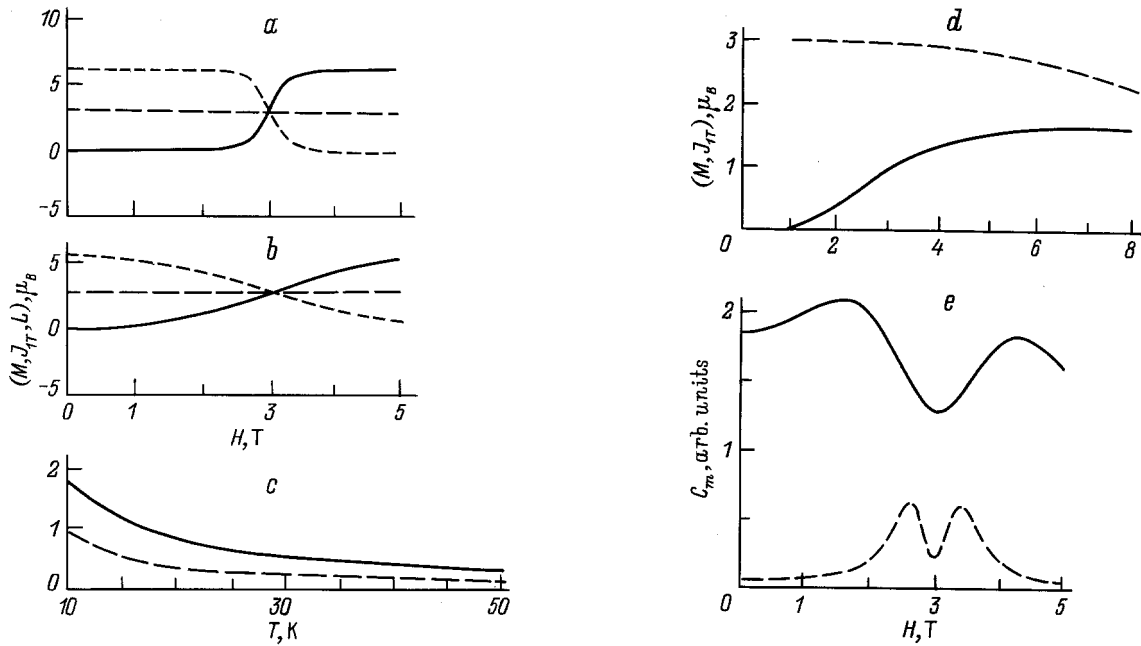 a
10
5
0
-5
b
5
0
-5
(M, J₁T, L), μB
0 1 3 5
H, T
c
2
1
0
10 30 50
T, K
d
3
2
1
0
(M, J₁T), μB
2 4 6 8
e
2
1
Cm, arb. units
0 1 3 5
H, T